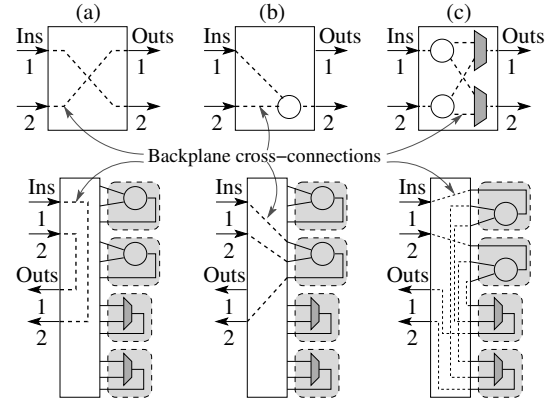 (a) (b) (c)
Ins Outs Ins Outs Ins Outs
1 1 1 1 1 1
2 2 2 2 2 2
Backplane cross−connections
Ins Ins Ins
1 1 1
2 2 2
Outs Outs Outs
1 1 1
2 2 2